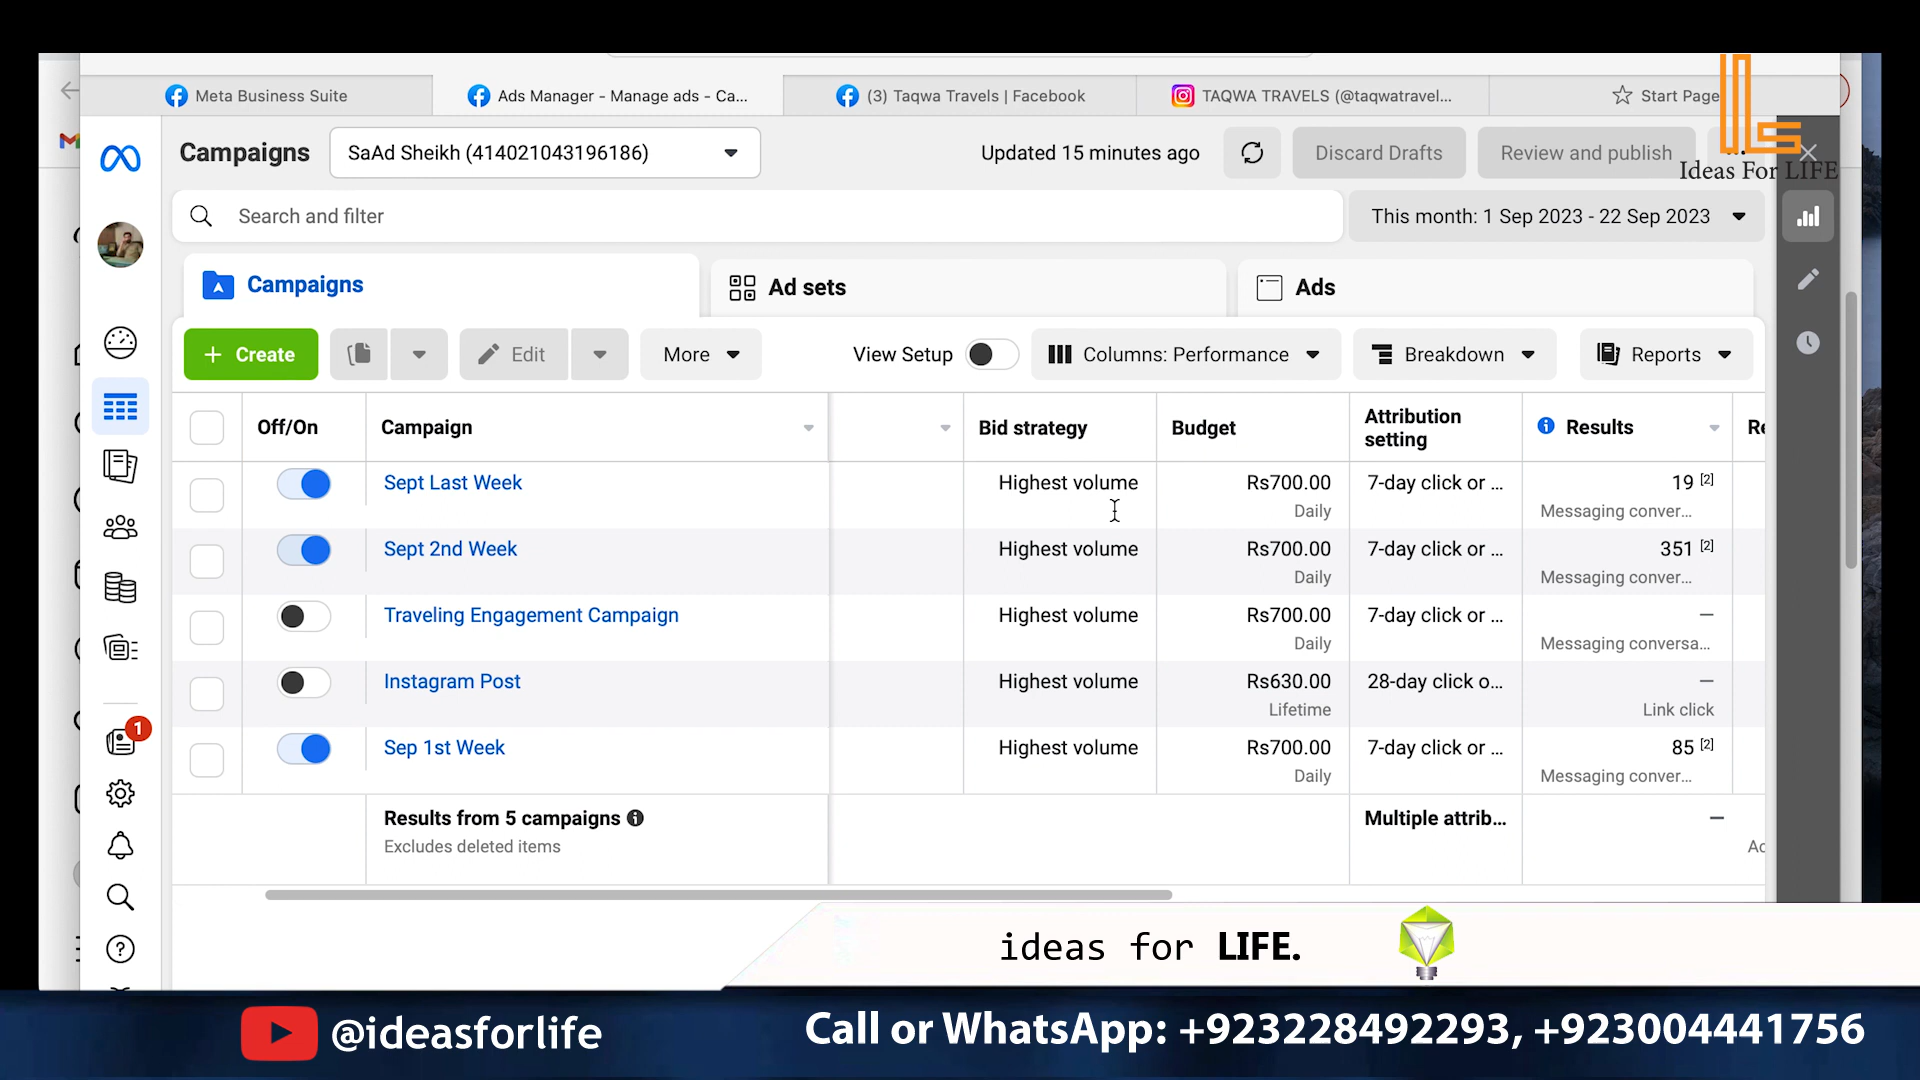 Meta Business Suite
Ads Manager - Manage ads - Ca...
(3) Taqwa Travels | Facebook
TAQWA TRAVELS (@taqwatravel...
Start Page
Campaigns
SaAd Sheikh (414021043196186)
Updated 15 minutes ago
Discard Drafts
Review and publish
Ideas For LIFE
Search and filter
This month: 1 Sep 2023 - 22 Sep 2023
Campaigns
Ad sets
Ads
+ Create
Edit
More
View Setup
Columns: Performance
Breakdown
Reports
Off/On
Campaign
Bid strategy
Budget
Attribution
setting
Results
Re
Sept Last Week
Highest volume
Rs700.00
7-day click or ...
19 [2]
Daily
Messaging conver...
Sept 2nd Week
Highest volume
Rs700.00
7-day click or ...
351 [2]
Daily
Messaging conver...
Traveling Engagement Campaign
Highest volume
Rs700.00
7-day click or ...
—
Daily
Messaging conversa...
Instagram Post
Highest volume
Rs630.00
28-day click o...
—
Lifetime
Link click
Sep 1st Week
Highest volume
Rs700.00
7-day click or ...
85 [2]
Daily
Messaging conver...
1
Results from 5 campaigns
Multiple attrib...
—
Excludes deleted items
Ac
ideas for LIFE.
@ideasforlife
Call or WhatsApp: +923228492293, +923004441756